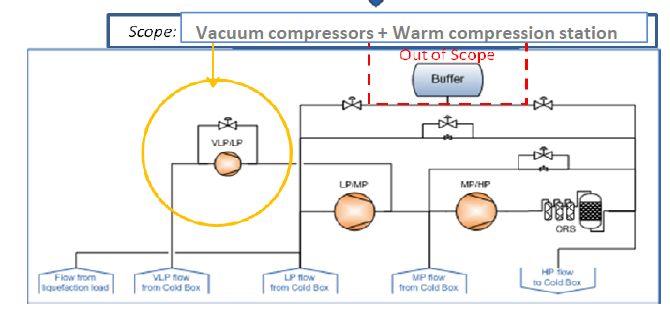 Scope: Vacuum compressors + Warm compression station
Out of Scope
Buffer
VLP/LP
LP/MP
MP/HP
ORS
Flow from
liquefaction load
VLP flow
from Cold Box
LP flow
from Cold Box
MP flow
from Cold Box
HP flow
to Cold Box